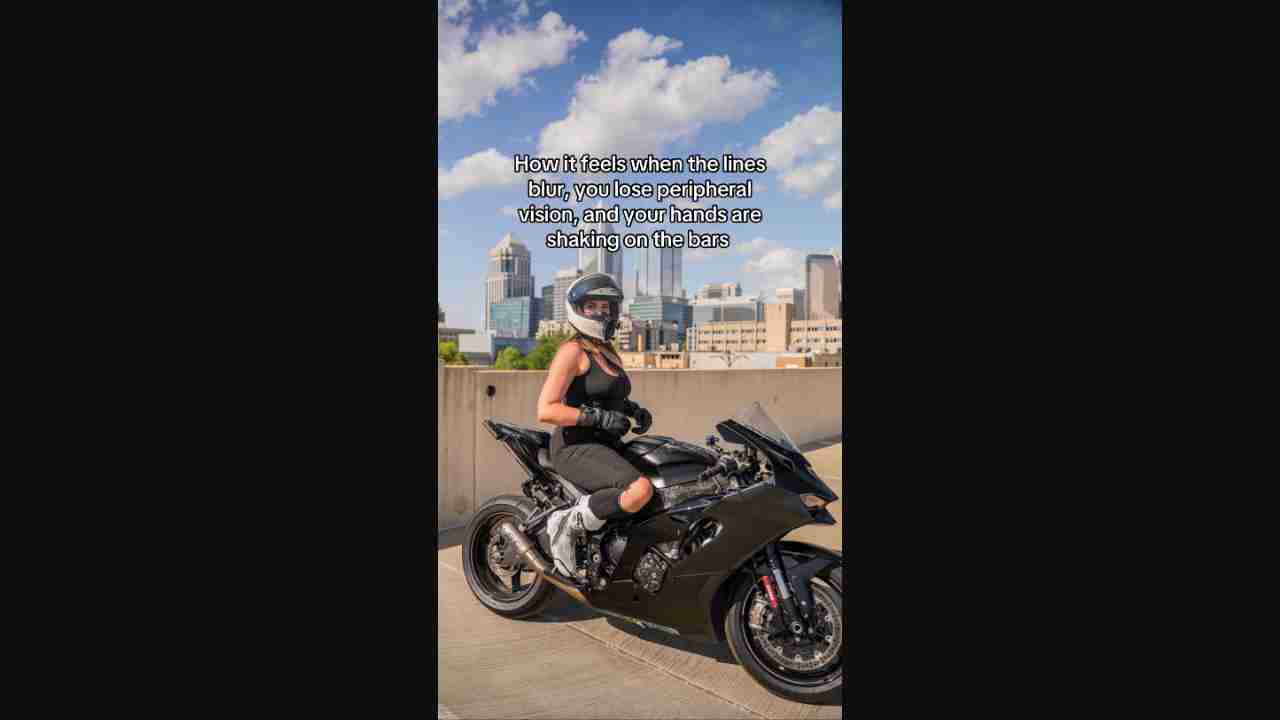 How it feels when the lines
blur, you lose peripheral
vision, and your hands are
shaking on the bars